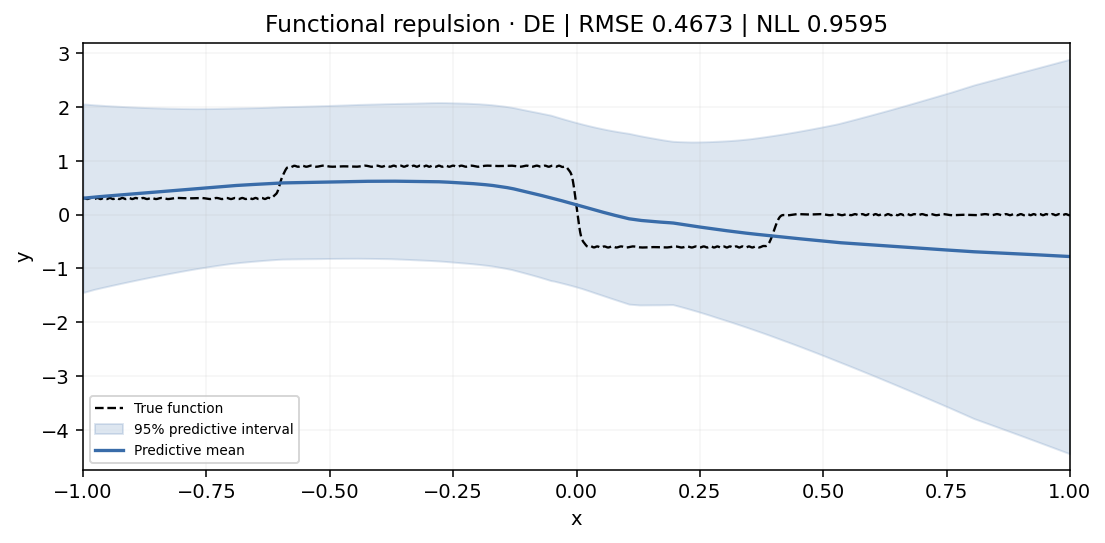 Functional repulsion · DE | RMSE 0.4673 | NLL 0.9595
3
2
1
0
−1
−2
−3
−4
y
True function
95% predictive interval
Predictive mean
−1.00 −0.75 −0.50 −0.25 0.00 0.25 0.50 0.75 1.00
x